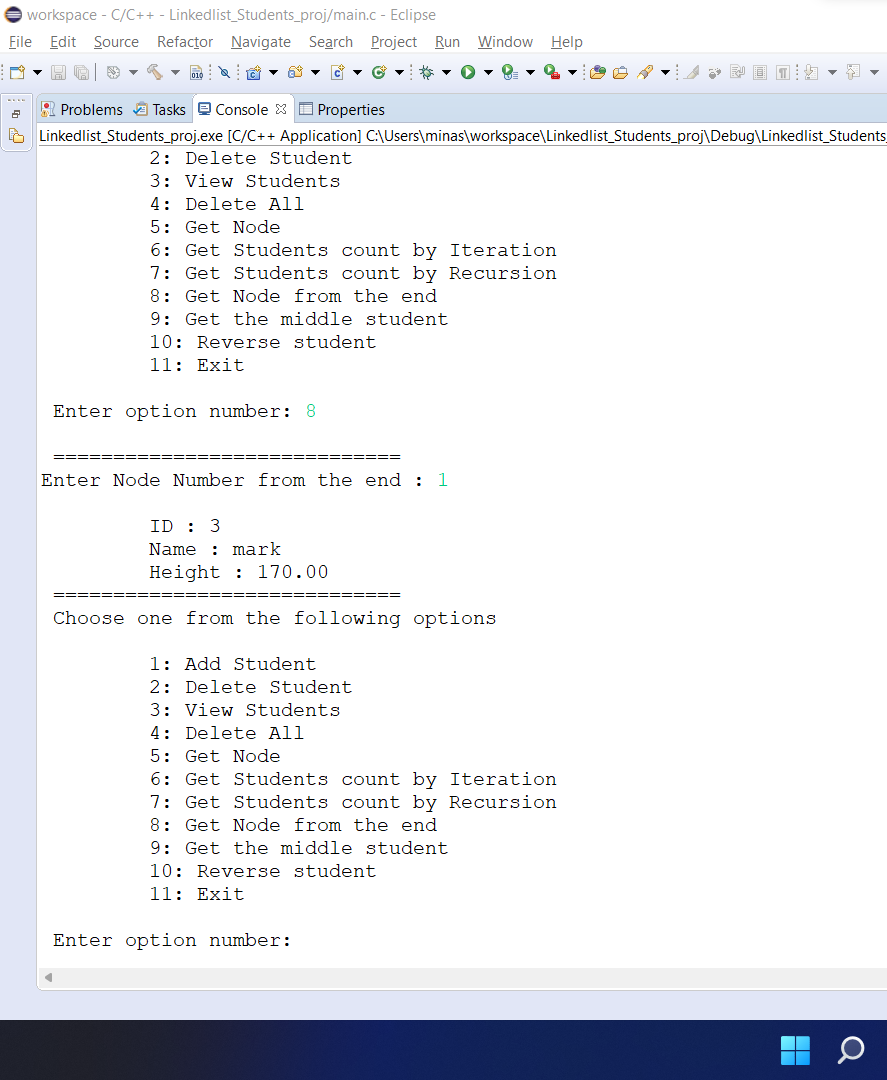 workspace - C/C++ - Linkedlist_Students_proj/main.c - Eclipse
File Edit Source Refactor Navigate Search Project Run Window Help
Problems Tasks Console Properties
Linkedlist_Students_proj.exe [C/C++ Application] C:\Users\minas\workspace\Linkedlist_Students_proj\Debug\Linkedlist_Students_
2: Delete Student
3: View Students
4: Delete All
5: Get Node
6: Get Students count by Iteration
7: Get Students count by Recursion
8: Get Node from the end
9: Get the middle student
10: Reverse student
11: Exit
Enter option number: 8
=============================
Enter Node Number from the end : 1
ID : 3
Name : mark
Height : 170.00
=============================
Choose one from the following options
1: Add Student
2: Delete Student
3: View Students
4: Delete All
5: Get Node
6: Get Students count by Iteration
7: Get Students count by Recursion
8: Get Node from the end
9: Get the middle student
10: Reverse student
11: Exit
Enter option number: